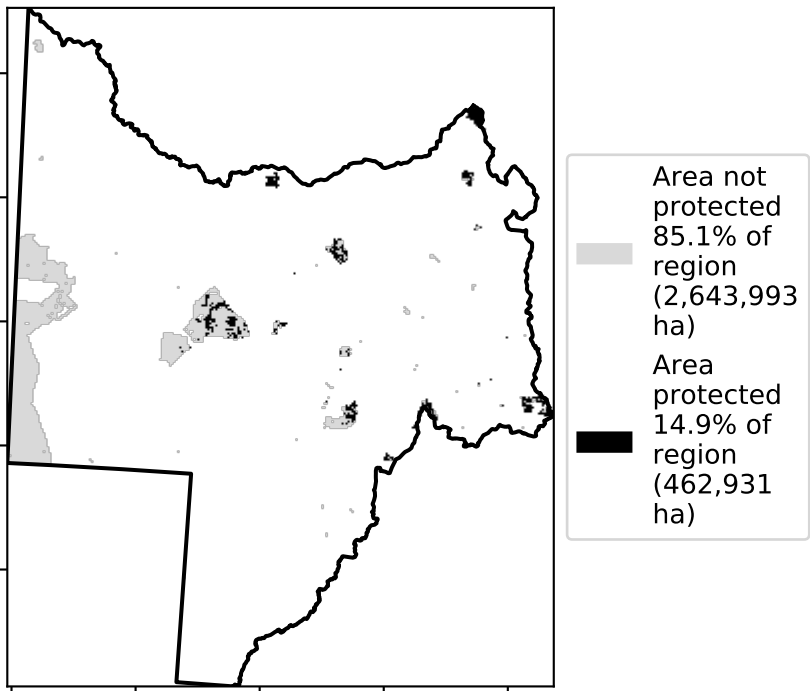 Area not
protected
85.1% of
region
(2,643,993
ha)
Area
protected
14.9% of
region
(462,931
ha)